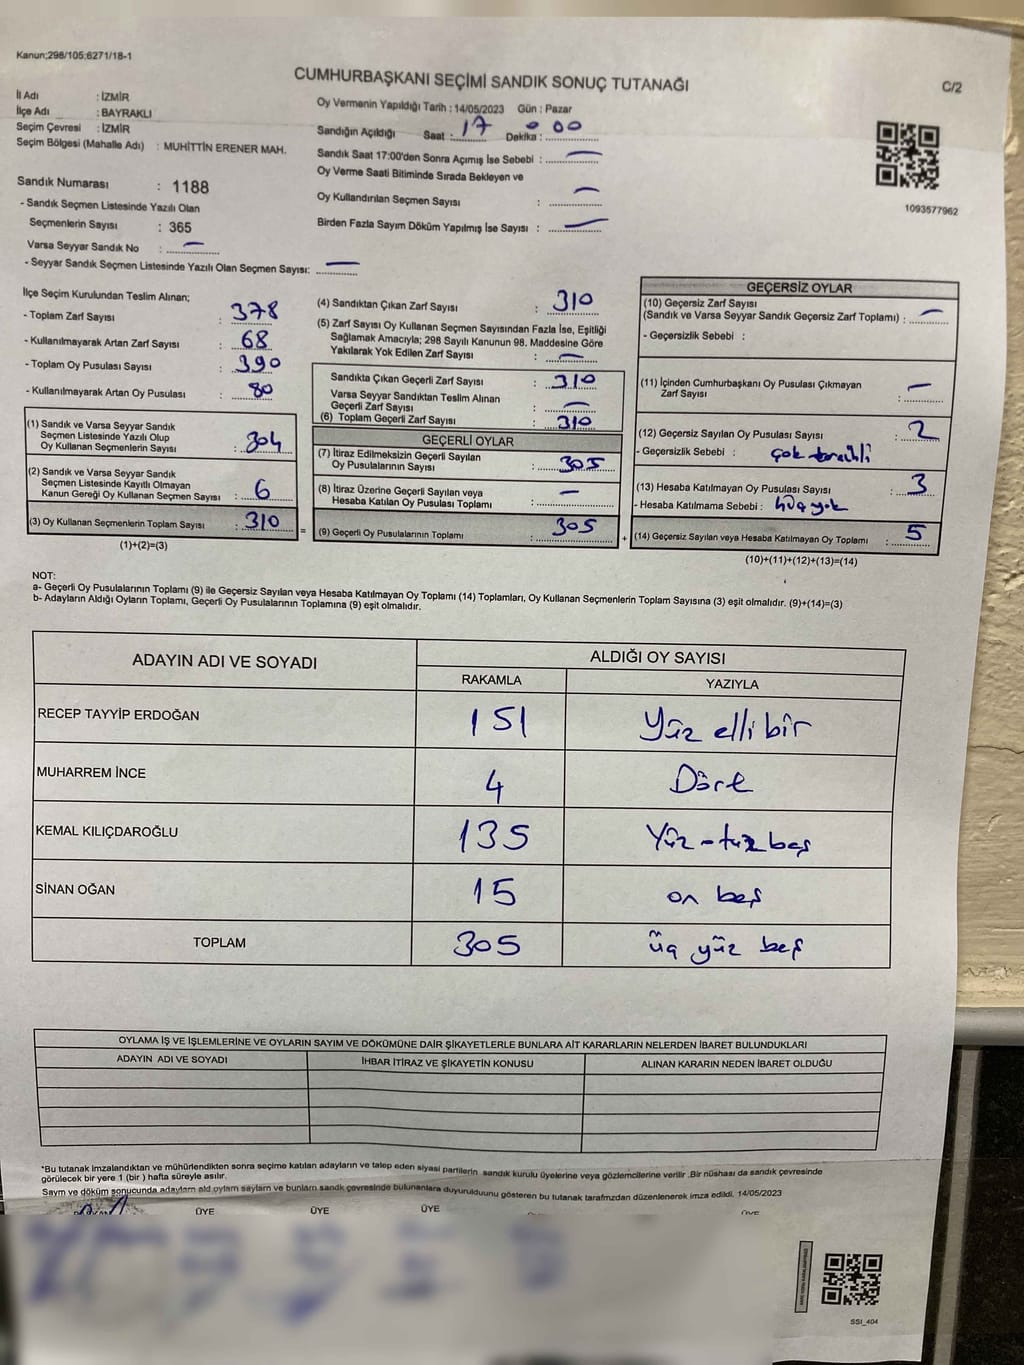 Kanun;298/105;6271/18-1
CUMHURBAŞKANI SEÇİMİ SANDIK SONUÇ TUTANAĞI
C/2
İl Adı : İZMİR
İlçe Adı : BAYRAKLI
Seçim Çevresi : İZMİR
Seçim Bölgesi (Mahalle Adı) : MUHİTTİN ERENER MAH.
Oy Vermenin Yapıldığı Tarih : 14/05/2023 Gün : Pazar
Sandığın Açıldığı Saat : 17 Dekika : 00
Sandık Saat 17:00'den Sonra Açımış İse Sebebi : —
Oy Verme Saati Bitiminde Sırada Bekleyen ve
Oy Kullandırılan Seçmen Sayısı : —
Birden Fazla Sayım Döküm Yapılmış İse Sayısı : —
1093577962
Sandık Numarası : 1188
- Sandık Seçmen Listesinde Yazılı Olan
Seçmenlerin Sayısı : 365
Varsa Seyyar Sandık No : —
- Seyyar Sandık Seçmen Listesinde Yazılı Olan Seçmen Sayısı: —
İlçe Seçim Kurulundan Teslim Alınan;
- Toplam Zarf Sayısı : 378
- Kullanılmayarak Artan Zarf Sayısı : 68
- Toplam Oy Pusulası Sayısı : 390
- Kullanılmayarak Artan Oy Pusulası : 80
(1) Sandık ve Varsa Seyyar Sandık
Seçmen Listesinde Yazılı Olup
Oy Kullanan Seçmenlerin Sayısı : 304
(2) Sandık ve Varsa Seyyar Sandık
Seçmen Listesinde Kayıtlı Olmayan
Kanun Gereği Oy Kullanan Seçmen Sayısı : 6
(3) Oy Kullanan Seçmenlerin Toplam Sayısı : 310
(1)+(2)=(3)
(4) Sandıktan Çıkan Zarf Sayısı : 310
(5) Zarf Sayısı Oy Kullanan Seçmen Sayısından Fazla İse, Eşitliği
Sağlamak Amacıyla; 298 Sayılı Kanunun 98. Maddesine Göre
Yakılarak Yok Edilen Zarf Sayısı : —
Sandıkta Çıkan Geçerli Zarf Sayısı : 310
Varsa Seyyar Sandıktan Teslim Alınan
Geçerli Zarf Sayısı : —
(6) Toplam Geçerli Zarf Sayısı : 310
GEÇERLİ OYLAR
(7) İtiraz Edilmeksizin Geçerli Sayılan
Oy Pusulalarının Sayısı : 305
(8) İtiraz Üzerine Geçerli Sayılan veya
Hesaba Katılan Oy Pusulası Toplamı : —
(9) Geçerli Oy Pusulalarının Toplamı : 305
GEÇERSİZ OYLAR
(10) Geçersiz Zarf Sayısı
(Sandık ve Varsa Seyyar Sandık Geçersiz Zarf Toplamı) : —
- Geçersizlik Sebebi :
(11) İçinden Cumhurbaşkanı Oy Pusulası Çıkmayan
Zarf Sayısı : —
(12) Geçersiz Sayılan Oy Pusulası Sayısı : 2
- Geçersizlik Sebebi : çok tercihli
(13) Hesaba Katılmayan Oy Pusulası Sayısı : 3
- Hesaba Katılmama Sebebi :
(14) Geçersiz Sayılan veya Hesaba Katılmayan Oy Toplamı : 5
(10)+(11)+(12)+(13)=(14)
NOT:
a- Geçerli Oy Pusulalarının Toplamı (9) ile Geçersiz Sayılan veya Hesaba Katılmayan Oy Toplamı (14) Toplamları, Oy Kullanan Seçmenlerin Toplam Sayısına (3) eşit olmalıdır. (9)+(14)=(3)
b- Adayların Aldığı Oyların Toplamı, Geçerli Oy Pusulalarının Toplamına (9) eşit olmalıdır.
ADAYIN ADI VE SOYADI ALDIĞI OY SAYISI
RAKAMLA YAZIYLA
RECEP TAYYİP ERDOĞAN 151 Yüz elli bir
MUHARREM İNCE 4 Dört
KEMAL KILIÇDAROĞLU 135 Yüz-tuz beş
SİNAN OĞAN 15 on beş
TOPLAM 305 üç yüz beş
OYLAMA İŞ VE İŞLEMLERİNE VE OYLARIN SAYIM VE DÖKÜMÜNE DAİR ŞİKAYETLERLE BUNLARA AİT KARARLARIN NELERDEN İBARET BULUNDUKLARI
ADAYIN ADI VE SOYADI İHBAR İTİRAZ VE ŞİKAYETİN KONUSU ALINAN KARARIN NEDEN İBARET OLDUĞU
*Bu tutanak imzalandıktan ve mühürlendikten sonra seçime katılan adayların ve talep eden siyasi partilerin sandık kurulu üyelerine veya gözlemcilerine verilir .Bir nüshası da sandık çevresinde
görülecek bir yere 1 (bir ) hafta süreyle asılır.
Sayım ve döküm sonucunda adayların aldı oyların sayıları ve bunların sandk çevresinde bulunanlara duyurulduunu gösteren bu tutanak tarafmızdan düzenlenerek imza edildi. 14/05/2023
ÜYE ÜYE ÜYE ÜYE
SSI_404